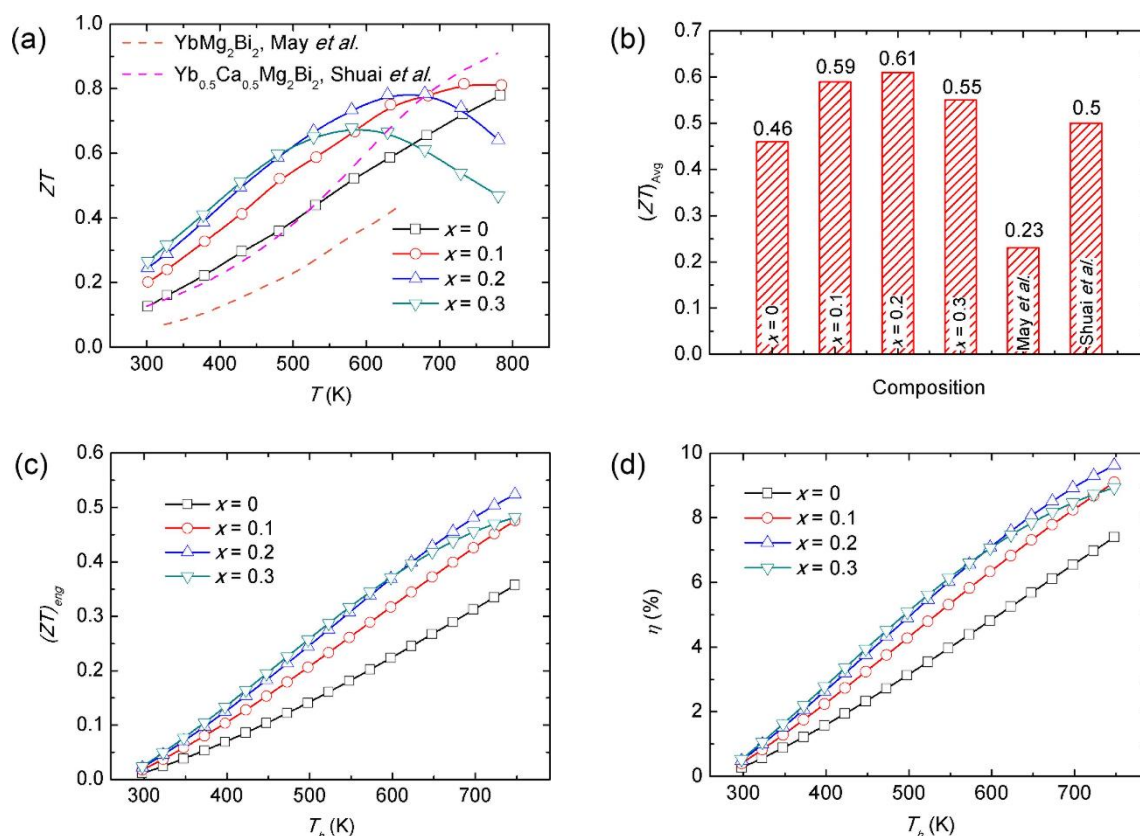 (a)
YbMg₂Bi₂, May et al.
Yb₀.₅Ca₀.₅Mg₂Bi₂, Shuai et al.
x = 0
x = 0.1
x = 0.2
x = 0.3
ZT
1.0
0.8
0.6
0.4
0.2
0.0
300 400 500 600 700 800
T (K)
(b)
(ZT)Avg
0.7
0.6
0.5
0.4
0.3
0.2
0.1
0.0
0.46
0.59
0.61
0.55
0.23
0.5
x = 0
x = 0.1
x = 0.2
x = 0.3
May et al.
Shuai et al.
Composition
(c)
x = 0
x = 0.1
x = 0.2
x = 0.3
(ZT)eng
0.6
0.5
0.4
0.3
0.2
0.1
0.0
300 400 500 600 700
Th (K)
(d)
x = 0
x = 0.1
x = 0.2
x = 0.3
η (%)
10
8
6
4
2
0
300 400 500 600 700
Th (K)